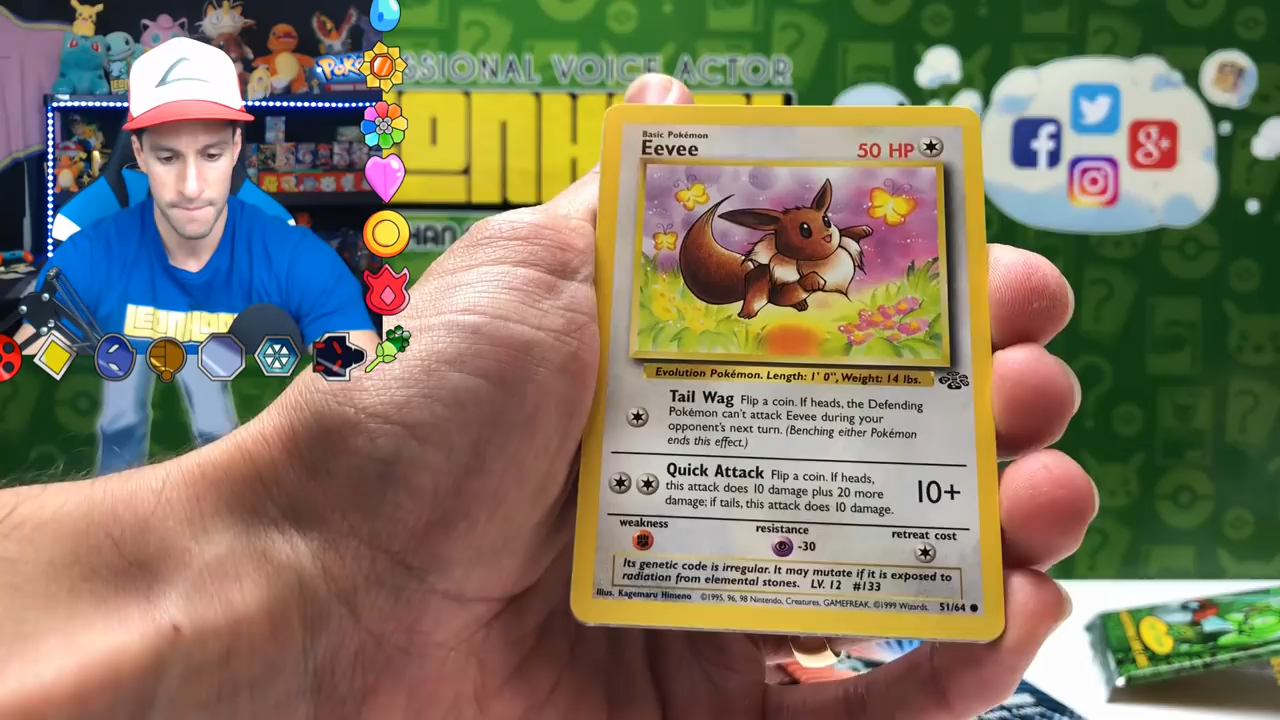 SSIONAL VOICE ACTOR
Basic Pokémon
Eevee 50 HP
Evolution Pokémon. Length: 1' 0", Weight: 14 lbs.
Tail Wag Flip a coin. If heads, the Defending
Pokémon can't attack Eevee during your
opponent's next turn. (Benching either Pokémon
ends this effect.)
Quick Attack Flip a coin. If heads,
this attack does 10 damage plus 20 more
damage; if tails, this attack does 10 damage.
10+
weakness resistance retreat cost
-30
Its genetic code is irregular. It may mutate if it is exposed to
radiation from elemental stones. LV. 12 #133
Illus. Kagemaru Himeno ©1995, 96, 98 Nintendo, Creatures, GAMEFREAK. ©1999 Wizards. 51/64